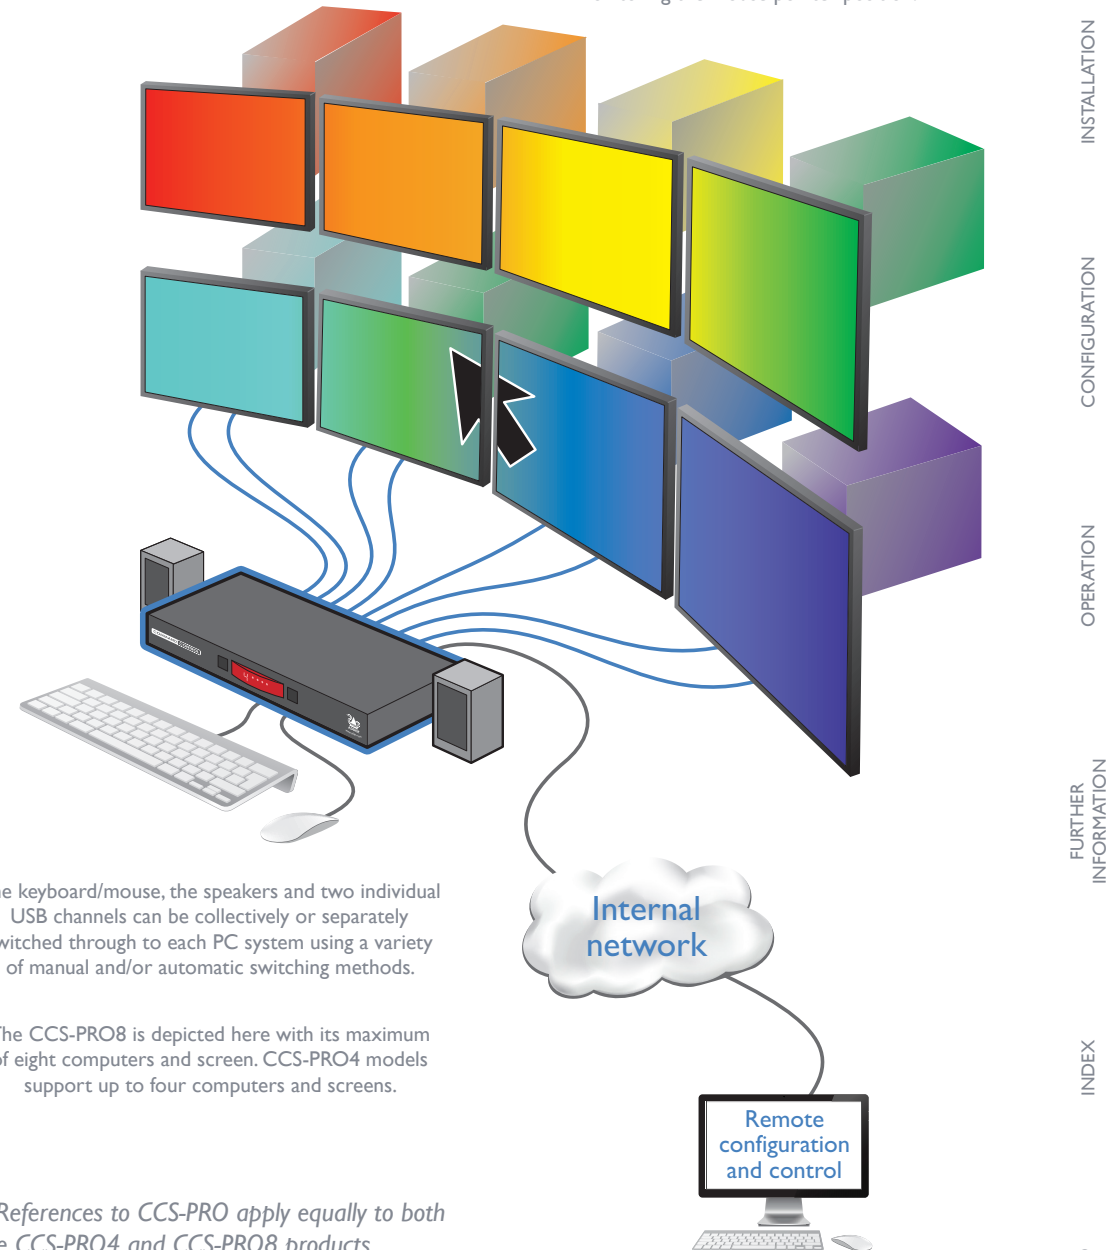 INSTALLATION
CONFIGURATION
OPERATION
FURTHER
INFORMATION
INDEX
keyboard/mouse, the speakers and two individual
USB channels can be collectively or separately
through to each PC system using a variety
of manual and/or automatic switching methods.
The CCS-PRO8 is depicted here with its maximum
of eight computers and screen. CCS-PRO4 models
support up to four computers and screens.
References to CCS-PRO apply equally to both
CCS-PRO4 and CCS-PRO8 products
Internal
network
Remote
configuration
and control